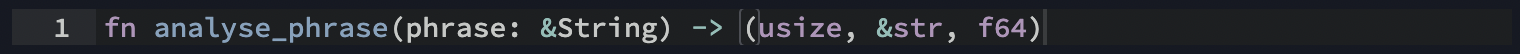 1 fn analyse_phrase(phrase: &String) -> (usize, &str, f64)